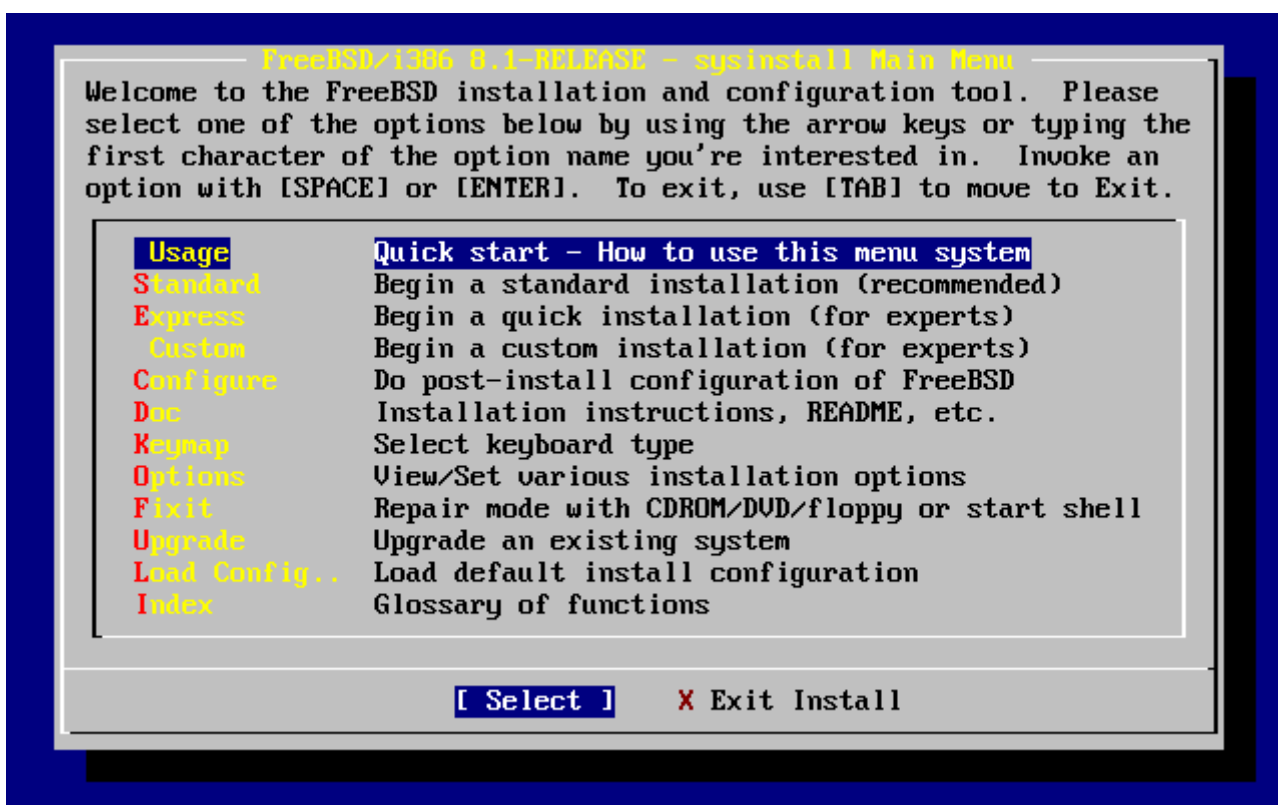 FreeBSD/i386 8.1-RELEASE - sysinstall Main Menu
Welcome to the FreeBSD installation and configuration tool.  Please
select one of the options below by using the arrow keys or typing the
first character of the option name you're interested in.  Invoke an
option with [SPACE] or [ENTER].  To exit, use [TAB] to move to Exit.
Usage Quick start - How to use this menu system
Standard Begin a standard installation (recommended)
Express Begin a quick installation (for experts)
Custom Begin a custom installation (for experts)
Configure Do post-install configuration of FreeBSD
Doc Installation instructions, README, etc.
Keymap Select keyboard type
Options View/Set various installation options
Fixit Repair mode with CDROM/DVD/floppy or start shell
Upgrade Upgrade an existing system
Load Config.. Load default install configuration
Index Glossary of functions
[ Select ] X Exit Install